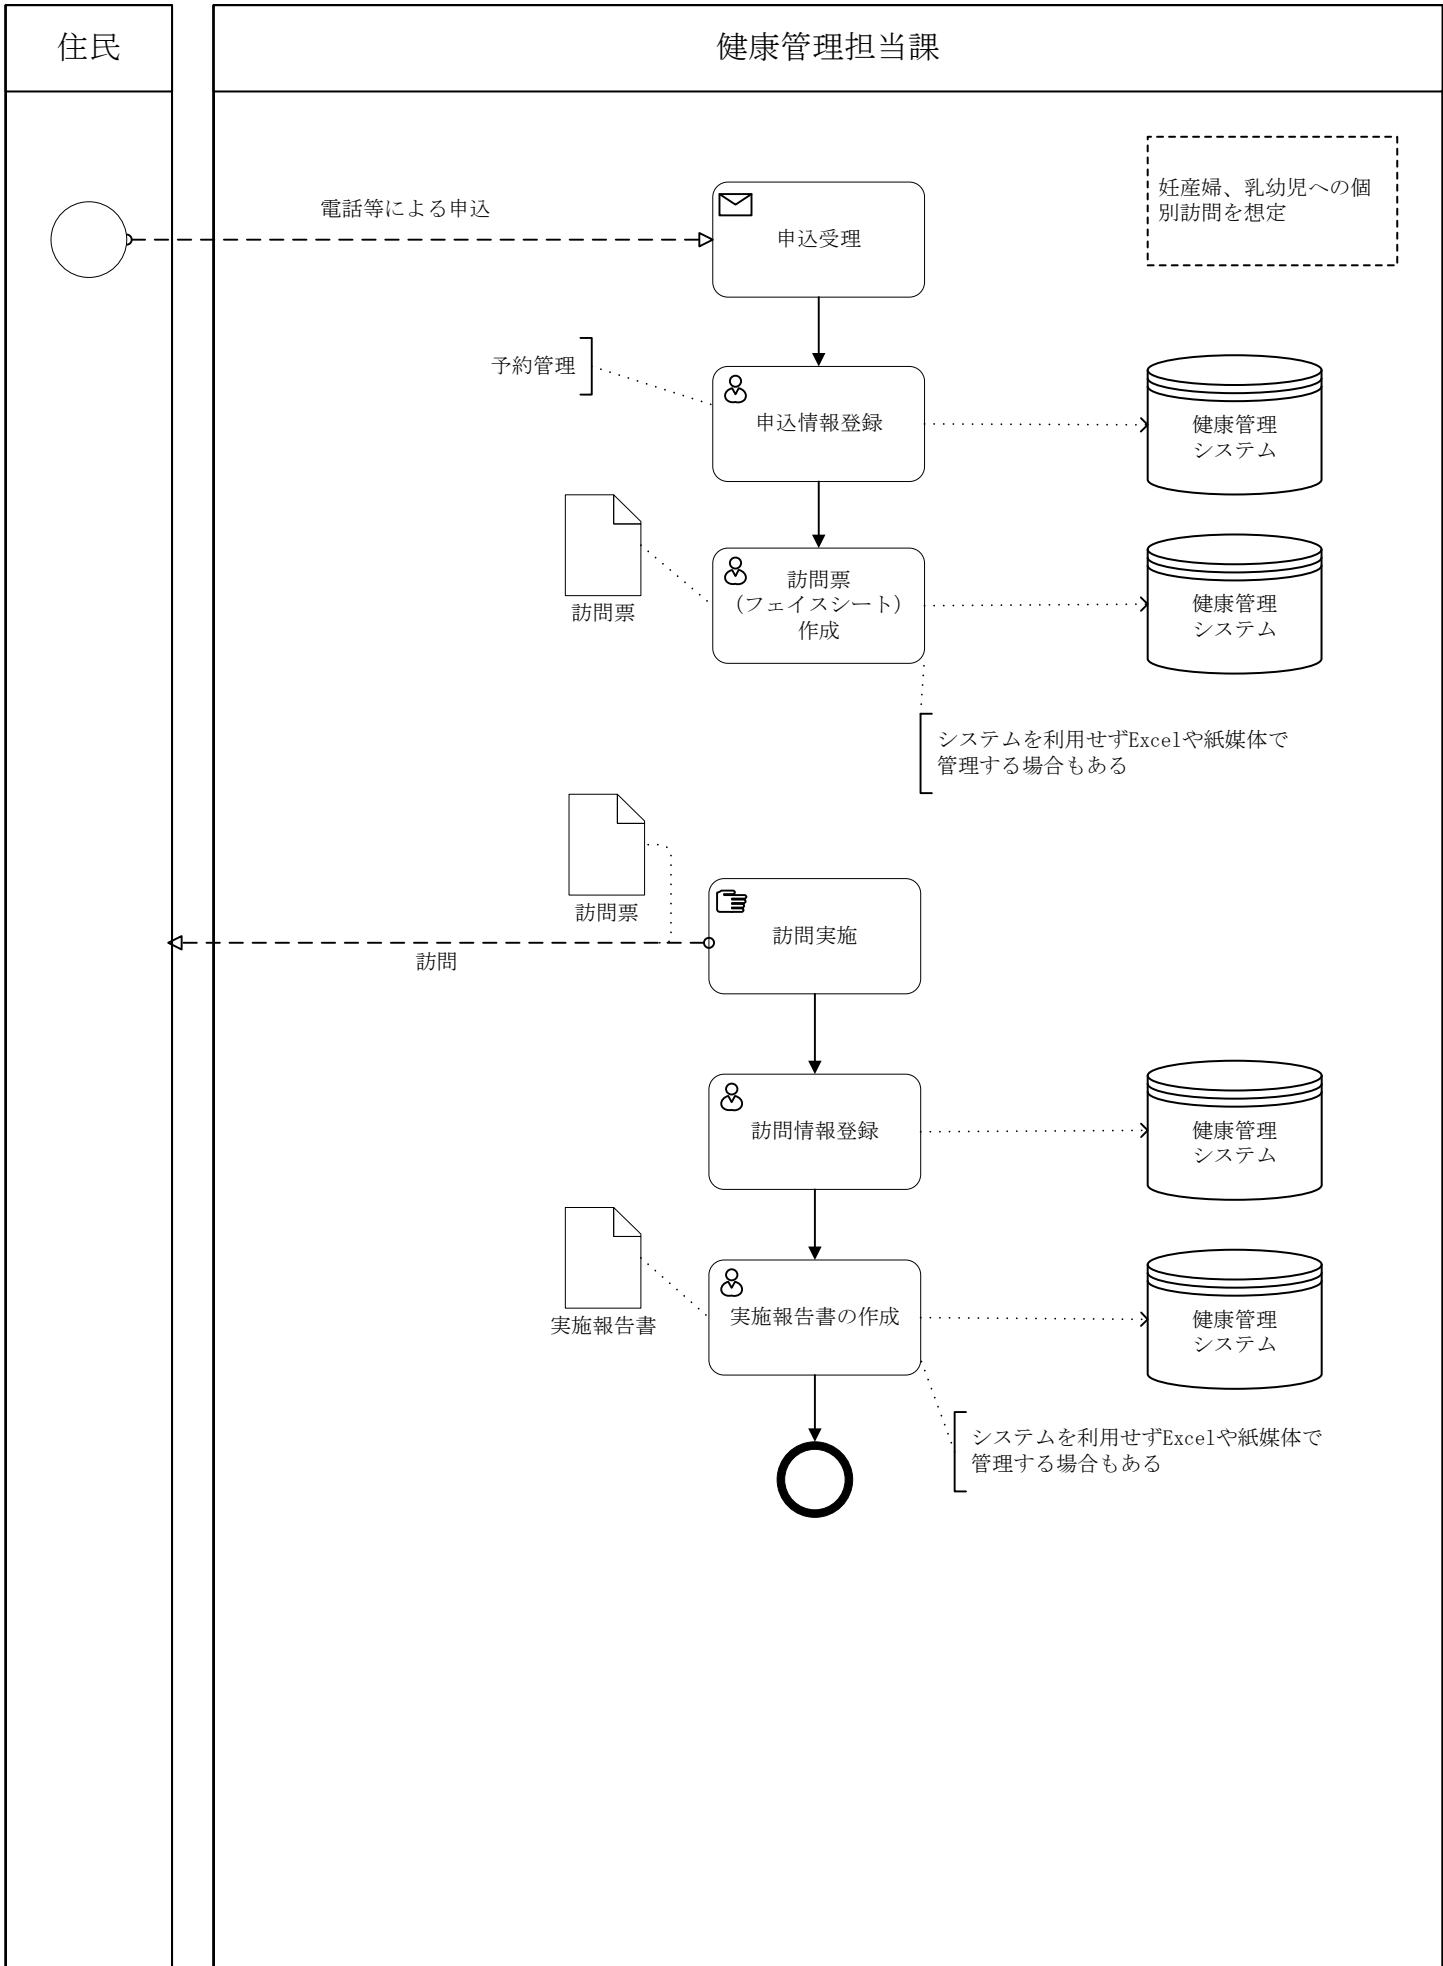 住民
健康管理担当課
妊産婦、乳幼児への個
別訪問を想定
電話等による申込
申込受理
予約管理
申込情報登録
健康管理
システム
訪問票
訪問票
（フェイスシート）
作成
健康管理
システム
システムを利用せずExcelや紙媒体で
管理する場合もある
訪問票
訪問実施
訪問
訪問情報登録
健康管理
システム
実施報告書
実施報告書の作成
健康管理
システム
システムを利用せずExcelや紙媒体で
管理する場合もある